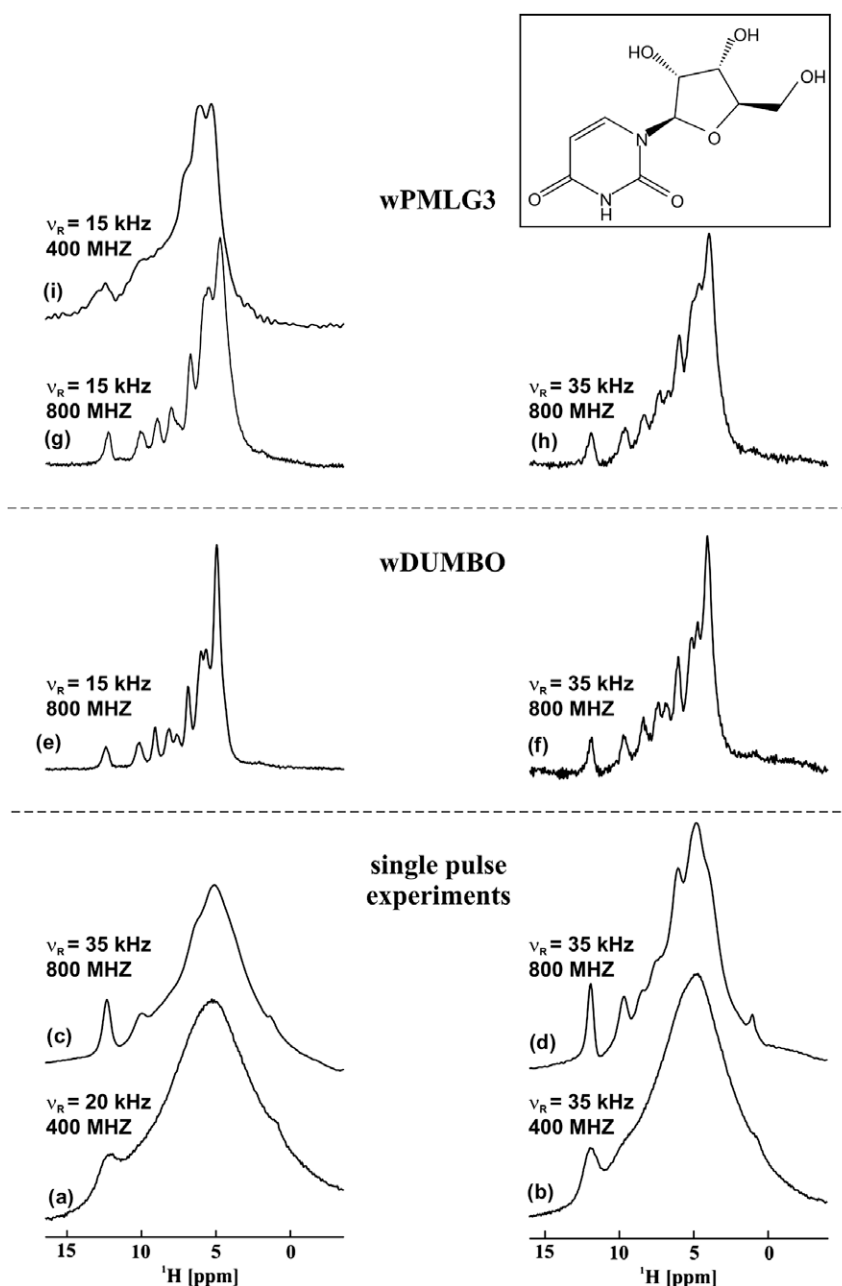 OH
HO
OH
OH
O
N
O
NH
O
wPMLG3
νR = 15 kHz
400 MHZ
(i)
νR = 15 kHz
800 MHZ
(g)
νR = 35 kHz
800 MHZ
(h)
wDUMBO
νR = 15 kHz
800 MHZ
(e)
νR = 35 kHz
800 MHZ
(f)
single pulse
experiments
νR = 35 kHz
800 MHZ
(c)
νR = 35 kHz
800 MHZ
(d)
νR = 20 kHz
400 MHZ
(a)
νR = 35 kHz
400 MHZ
(b)
15 10 5 0
¹H [ppm]
15 10 5 0
¹H [ppm]